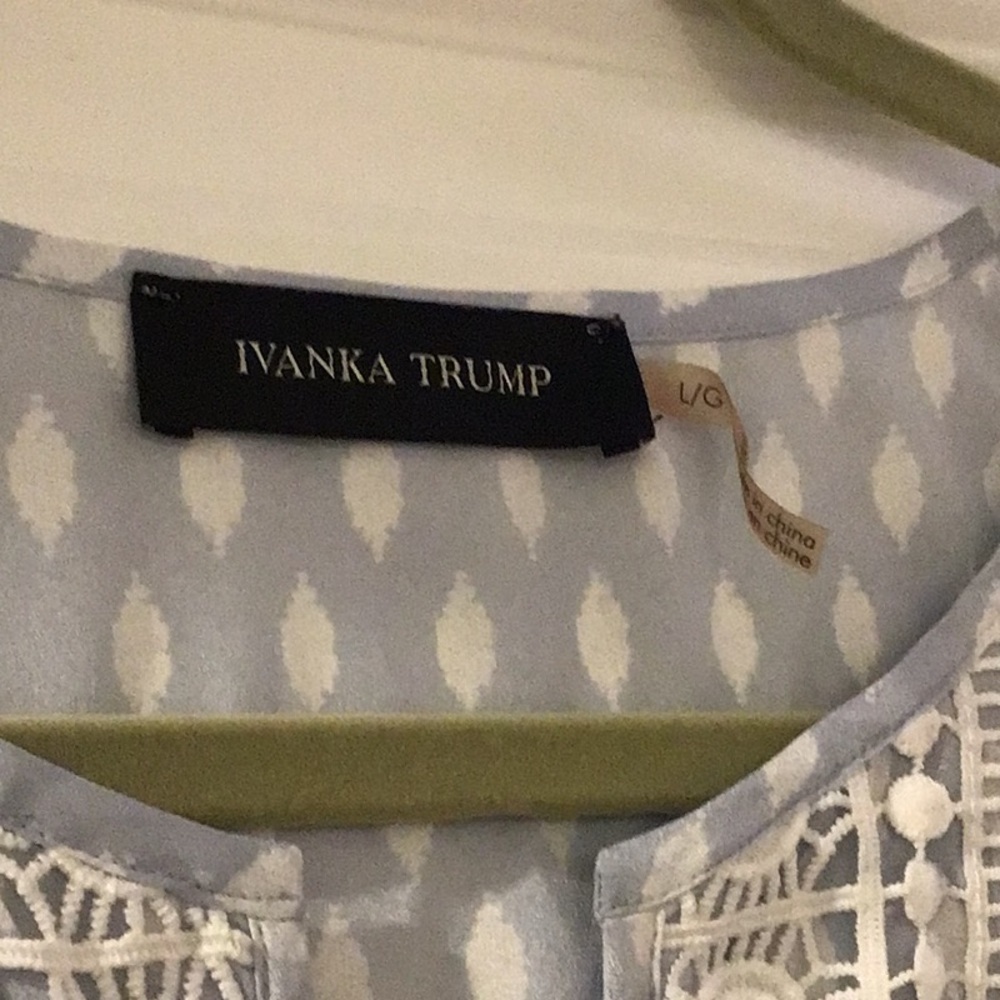 IVANKA TRUMP
L/G
in china
chine